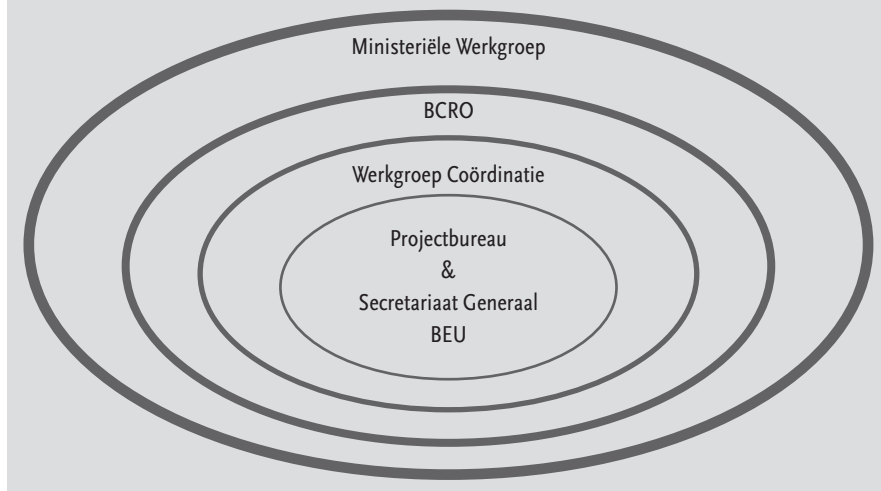 Ministeriële Werkgroep
BCRO
Werkgroep Coördinatie
Projectbureau
&
Secretariaat Generaal
BEU